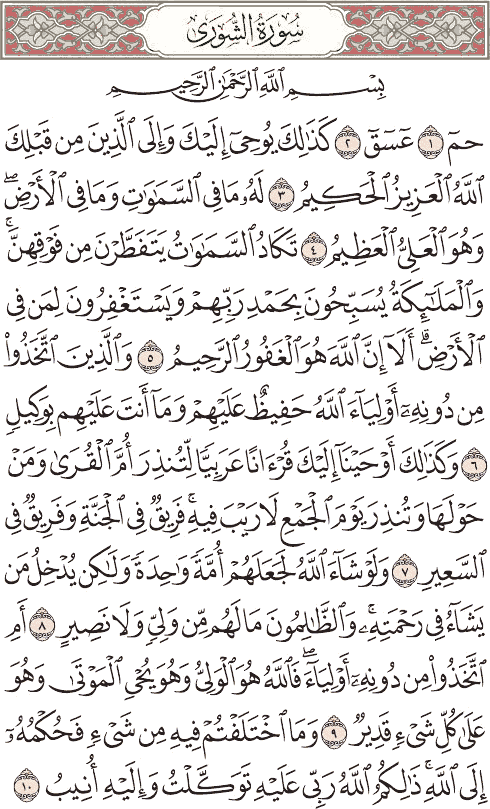 سُورَةُ الشُّورَىٰ
بِسْمِ اللَّهِ الرَّحْمَٰنِ الرَّحِيمِ
حمٓ ١ عٓسٓقٓ ٢ كَذَٰلِكَ يُوحِىٓ إِلَيْكَ وَإِلَى ٱلَّذِينَ مِن قَبْلِكَ
ٱللَّهُ ٱلْعَزِيزُ ٱلْحَكِيمُ ٣ لَهُۥ مَا فِى ٱلسَّمَٰوَٰتِ وَمَا فِى ٱلْأَرْضِۖ
وَهُوَ ٱلْعَلِىُّ ٱلْعَظِيمُ ٤ تَكَادُ ٱلسَّمَٰوَٰتُ يَتَفَطَّرْنَ مِن فَوْقِهِنَّۚ
وَٱلْمَلَٰٓئِكَةُ يُسَبِّحُونَ بِحَمْدِ رَبِّهِمْ وَيَسْتَغْفِرُونَ لِمَن فِى
ٱلْأَرْضِۗ أَلَآ إِنَّ ٱللَّهَ هُوَ ٱلْغَفُورُ ٱلرَّحِيمُ ٥ وَٱلَّذِينَ ٱتَّخَذُوا۟
مِن دُونِهِۦٓ أَوْلِيَآءَ ٱللَّهُ حَفِيظٌ عَلَيْهِمْ وَمَآ أَنتَ عَلَيْهِم بِوَكِيلٍ
٦ وَكَذَٰلِكَ أَوْحَيْنَآ إِلَيْكَ قُرْءَانًا عَرَبِيًّا لِّتُنذِرَ أُمَّ ٱلْقُرَىٰ وَمَنْ
حَوْلَهَا وَتُنذِرَ يَوْمَ ٱلْجَمْعِ لَا رَيْبَ فِيهِۚ فَرِيقٌ فِى ٱلْجَنَّةِ وَفَرِيقٌ فِى
ٱلسَّعِيرِ ٧ وَلَوْ شَآءَ ٱللَّهُ لَجَعَلَهُمْ أُمَّةً وَٰحِدَةً وَلَٰكِن يُدْخِلُ مَن
يَشَآءُ فِى رَحْمَتِهِۦۚ وَٱلظَّٰلِمُونَ مَا لَهُم مِّن وَلِىٍّ وَلَا نَصِيرٍ ٨ أَمِ
ٱتَّخَذُوا۟ مِن دُونِهِۦٓ أَوْلِيَآءَۖ فَٱللَّهُ هُوَ ٱلْوَلِىُّ وَهُوَ يُحْىِ ٱلْمَوْتَىٰ وَهُوَ
عَلَىٰ كُلِّ شَىْءٍ قَدِيرٌ ٩ وَمَا ٱخْتَلَفْتُمْ فِيهِ مِن شَىْءٍ فَحُكْمُهُۥٓ
إِلَى ٱللَّهِۚ ذَٰلِكُمُ ٱللَّهُ رَبِّى عَلَيْهِ تَوَكَّلْتُ وَإِلَيْهِ أُنِيبُ ١٠